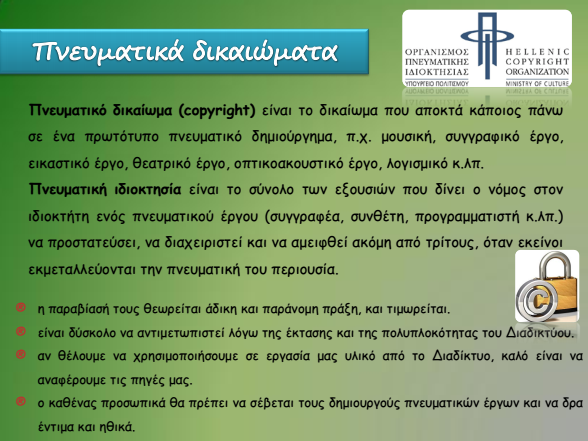 Πνευματικά δικαιώματα
ΟΡΓΑΝΙΣΜΟΣ
ΠΝΕΥΜΑΤΙΚΗΣ
ΙΔΙΟΚΤΗΣΙΑΣ
ΥΠΟΥΡΓΕΙΟ ΠΟΛΙΤΙΣΜΟΥ
HELLENIC
COPYRIGHT
ORGANIZATION
MINISTRY OF CULTURE
Πνευματικό δικαίωμα (copyright) είναι το δικαίωμα που αποκτά κάποιος πάνω
σε ένα πρωτότυπο πνευματικό δημιούργημα, π.χ. μουσική, συγγραφικό έργο,
εικαστικό έργο, θεατρικό έργο, οπτικοακουστικό έργο, λογισμικό κ.λπ.
Πνευματική ιδιοκτησία είναι το σύνολο των εξουσιών που δίνει ο νόμος στον
ιδιοκτήτη ενός πνευματικού έργου (συγγραφέα, συνθέτη, προγραμματιστή κ.λπ.)
να προστατεύσει, να διαχειριστεί και να αμειφθεί ακόμη από τρίτους, όταν εκείνοι
εκμεταλλεύονται την πνευματική του περιουσία.
® η παραβίασή τους θεωρείται άδικη και παράνομη πράξη, και τιμωρείται.
® είναι δύσκολο να αντιμετωπιστεί λόγω της έκτασης και της πολυπλοκότητας του Διαδικτύου.
® αν θέλουμε να χρησιμοποιήσουμε σε εργασία μας υλικό από το Διαδίκτυο, καλό είναι να
αναφέρουμε τις πηγές μας.
® ο καθένας προσωπικά θα πρέπει να σέβεται τους δημιουργούς πνευματικών έργων και να δρα
έντιμα και ηθικά.